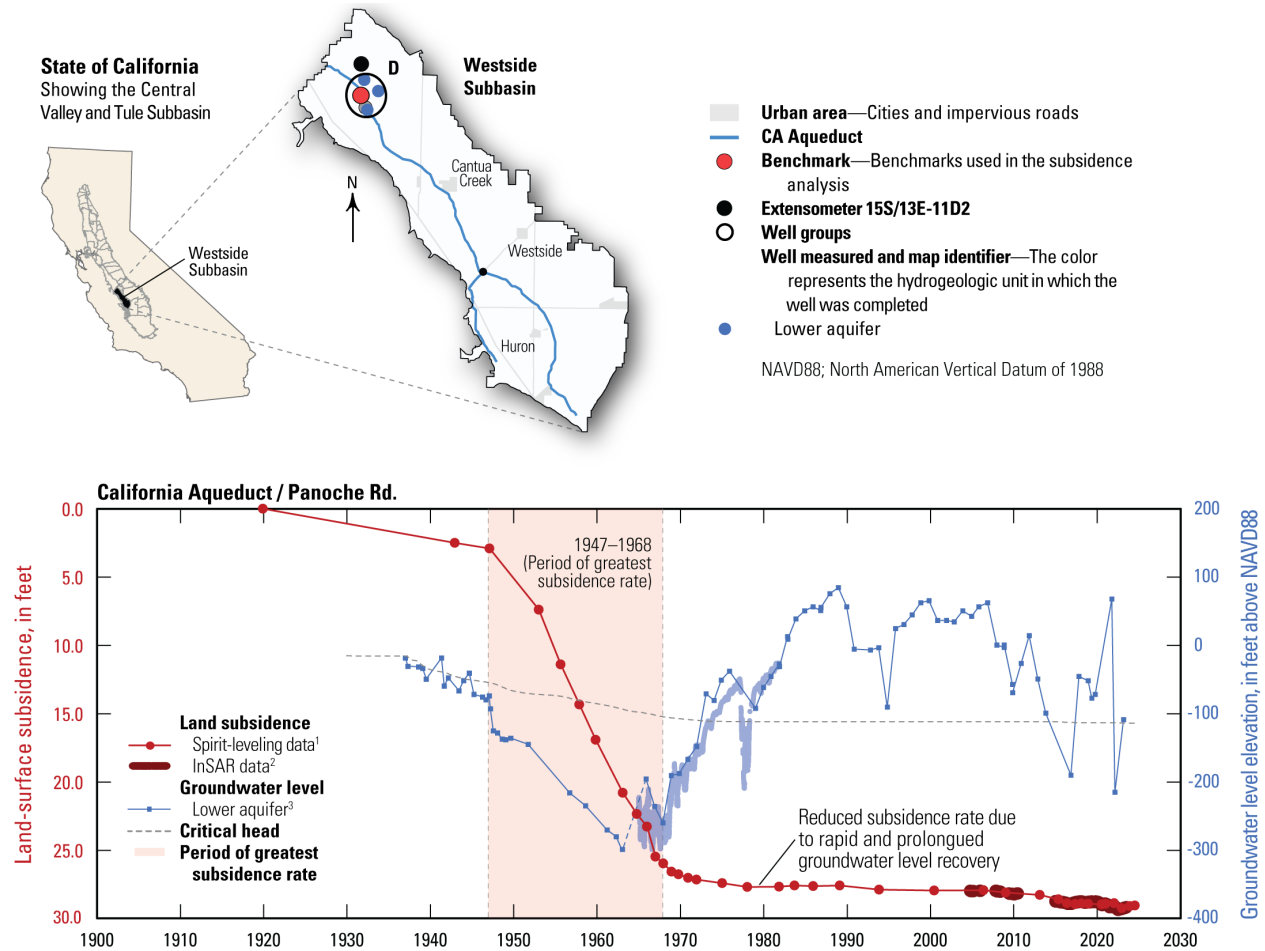 State of California
Showing the Central
Valley and Tule Subbasin
Westside
Subbasin
D
Westside
Subbasin
N
Cantua
Creek
Westside
Huron
Urban area—Cities and impervious roads
CA Aqueduct
Benchmark—Benchmarks used in the subsidence
analysis
Extensometer 15S/13E-11D2
Well groups
Well measured and map identifier—The color
represents the hydrogeologic unit in which the
well was completed
Lower aquifer
NAVD88; North American Vertical Datum of 1988
California Aqueduct / Panoche Rd.
Land-surface subsidence, in feet
0.0
5.0
10.0
15.0
20.0
25.0
30.0
1947–1968
(Period of greatest
subsidence rate)
Land subsidence
Spirit-leveling data1
InSAR data2
Groundwater level
Lower aquifer3
Critical head
Period of greatest
subsidence rate
Reduced subsidence rate due
to rapid and prolongued
groundwater level recovery
200
100
0
-100
-200
-300
-400
Groundwater level elevation, in feet above NAVD88
1900 1910 1920 1930 1940 1950 1960 1970 1980 1990 2000 2010 2020 2030